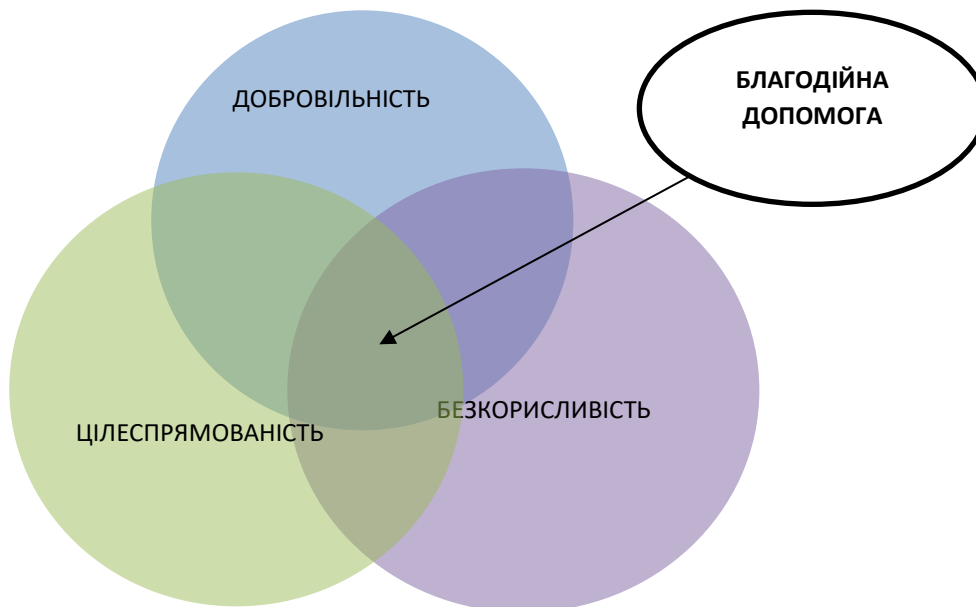 ДОБРОВІЛЬНІСТЬ
БЛАГОДІЙНА
ДОПОМОГА
ЦІЛЕСПРЯМОВАНІСТЬ
БЕЗКОРИСЛИВІСТЬ